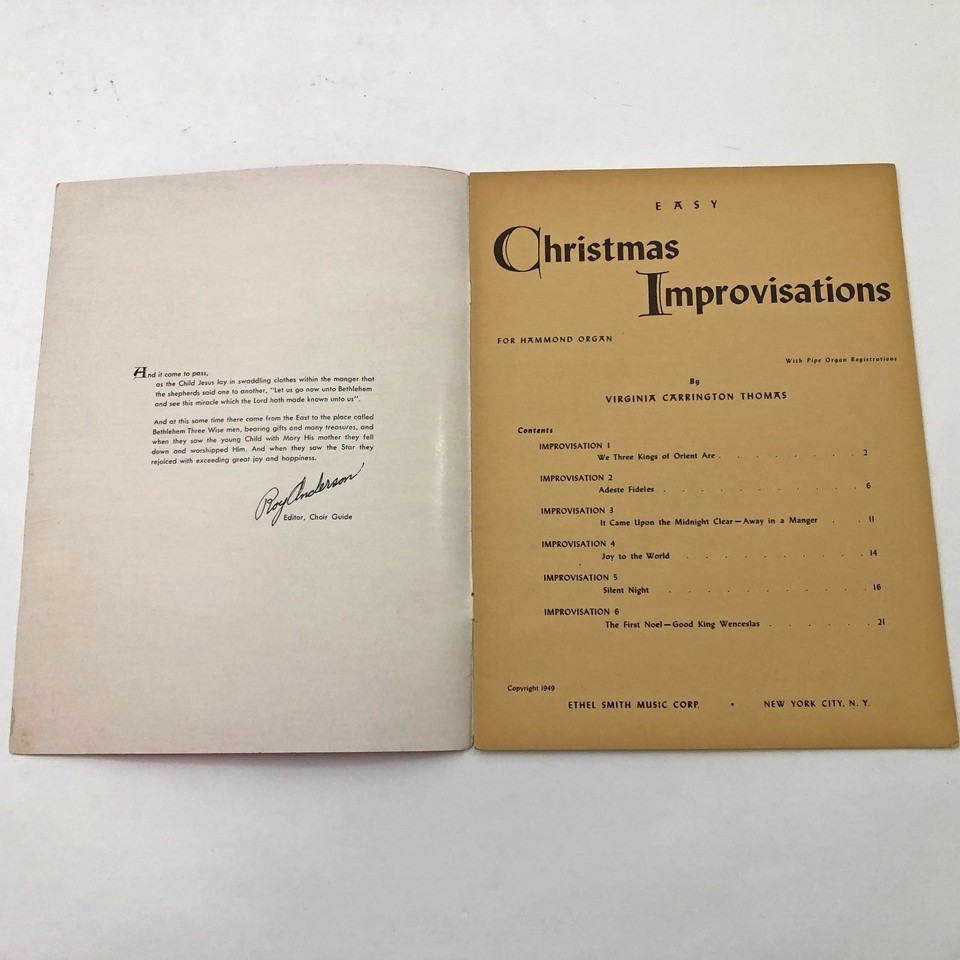 And it came to pass,
as the Child Jesus lay in swaddling clothes within the manger that
the shepherds said one to another, "Let us go now unto Bethlehem
and see this miracle which the Lord hath made known unto us".
And at this same time there came from the East to the place called
Bethlehem Three Wise men, bearing gifts and many treasures, and
when they saw the young Child with Mary His mother they fell
down and worshipped Him. And when they saw the Star they
rejoiced with exceeding great joy and happiness.
Roy Anderson
Editor, Choir Guide
EASY
Christmas
Improvisations
FOR HAMMOND ORGAN
With Pipe Organ Registrations
By
VIRGINIA CARRINGTON THOMAS
Contents
IMPROVISATION 1
We Three Kings of Orient Are . . . . . . . . . 2
IMPROVISATION 2
Adeste Fideles . . . . . . . . . . . . 6
IMPROVISATION 3
It Came Upon the Midnight Clear—Away in a Manger . . 11
IMPROVISATION 4
Joy to the World . . . . . . . . . . . 14
IMPROVISATION 5
Silent Night . . . . . . . . . . . . 16
IMPROVISATION 6
The First Noel—Good King Wenceslas . . . . . . 21
Copyright 1949
ETHEL SMITH MUSIC CORP. • NEW YORK CITY, N. Y.